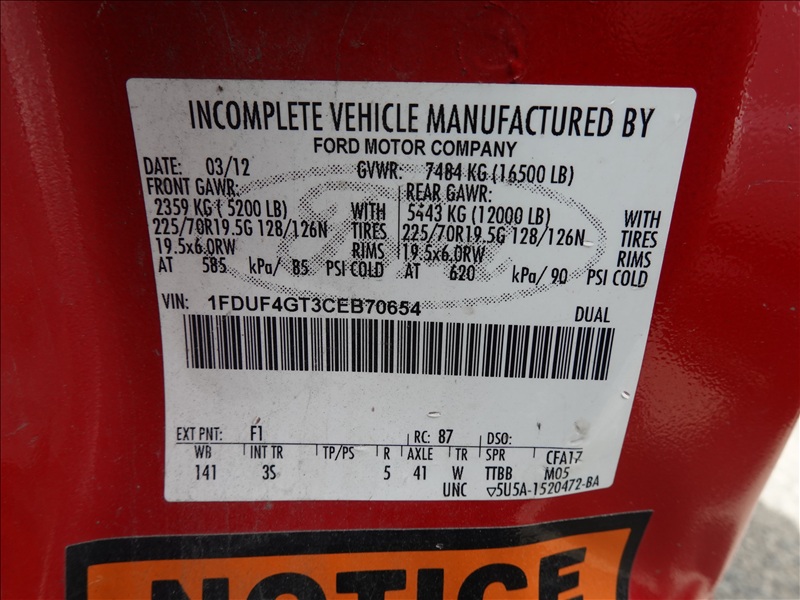 INCOMPLETE VEHICLE MANUFACTURED BY
FORD MOTOR COMPANY
DATE: 03/12 GVWR: 7484 KG (16500 LB)
FRONT GAWR: REAR GAWR:
2359 KG ( 5200 LB) WITH 5443 KG (12000 LB) WITH
225/70R19.5G 128/126N TIRES 225/70R19.5G 128/126N TIRES
19.5x6.0RW RIMS 19.5x6.0RW RIMS
AT 585 kPa/ 85 PSI COLD AT 620 kPa/ 90 PSI COLD
VIN: 1FDUF4GT3CEB70654 DUAL
EXT PNT: F1 RC: 87 DSO:
WB INT TR TP/PS R AXLE TR SPR CFA17
141 3S 5 41 W TTBB M05
UNC ▽5U5A-1520472-BA
NOTICE